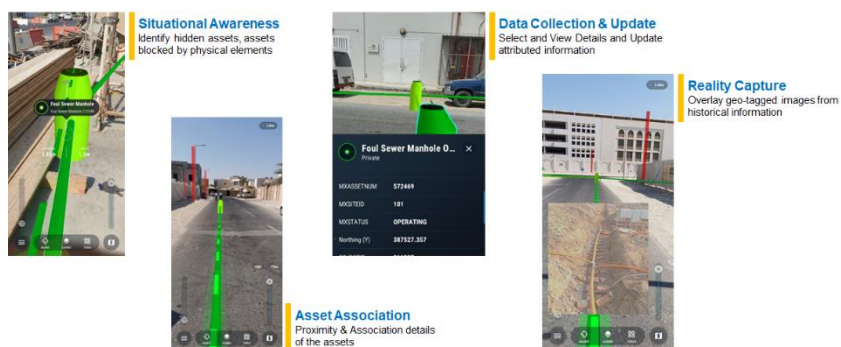 Situational Awareness
Identify hidden assets, assets
blocked by physical elements
Foul Sewer Manhole
Data Collection & Update
Select and View Details and Update
attributed information
Foul Sewer Manhole O...
Private
MXASSETNUM 572469
MXSITEID 101
MXSTATUS OPERATING
Northing (Y) 387527.357
Reality Capture
Overlay geo-tagged images from
historical information
Asset Association
Proximity & Association details
of the assets